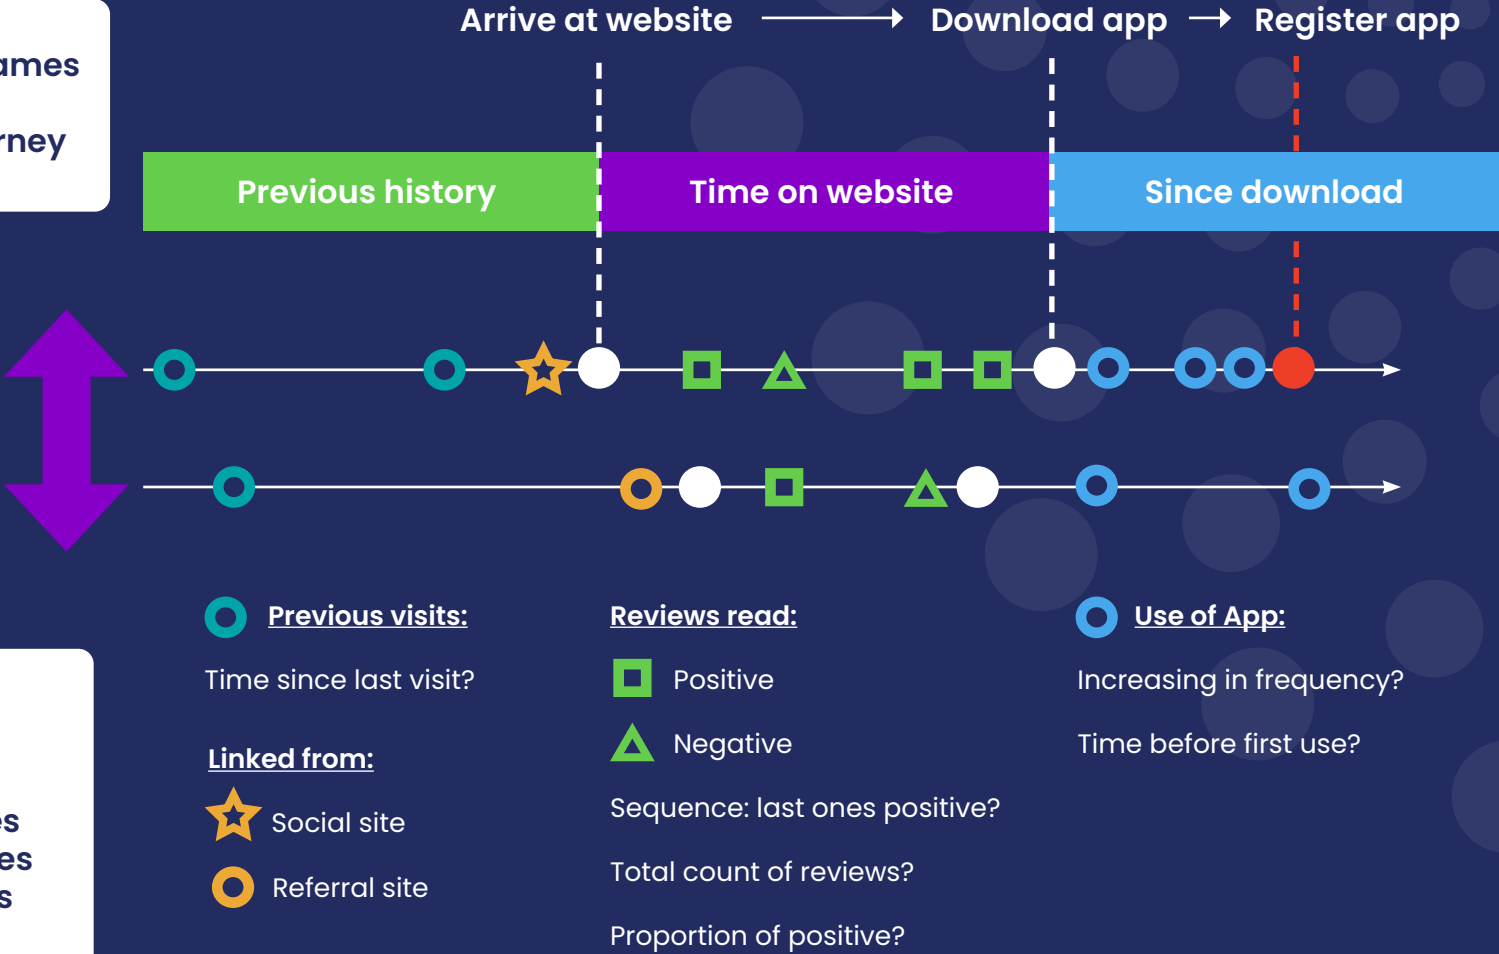 Arrive at website
Download app
Register app
Previous history
Time on website
Since download
Previous visits:
Time since last visit?
Linked from:
Social site
Referral site
Reviews read:
Positive
Negative
Sequence: last ones positive?
Total count of reviews?
Proportion of positive?
Use of App:
Increasing in frequency?
Time before first use?